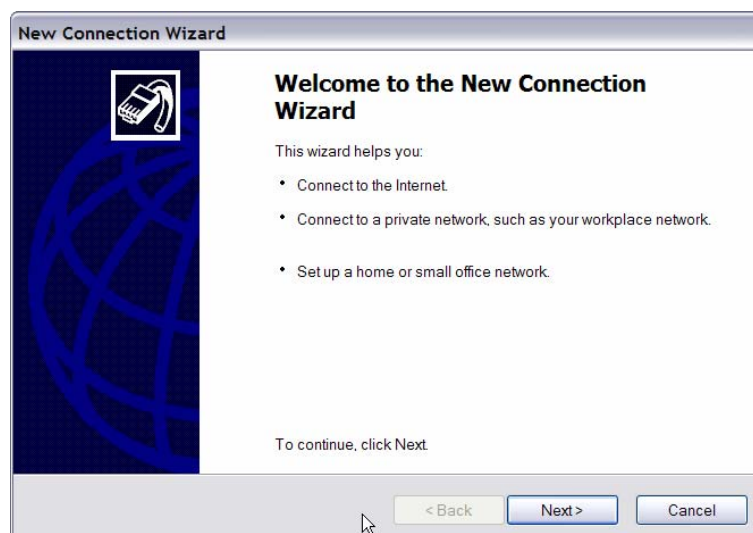 New Connection Wizard
Welcome to the New Connection
Wizard
This wizard helps you:
• Connect to the Internet.
• Connect to a private network, such as your workplace network.
• Set up a home or small office network.
To continue, click Next.
< Back Next > Cancel